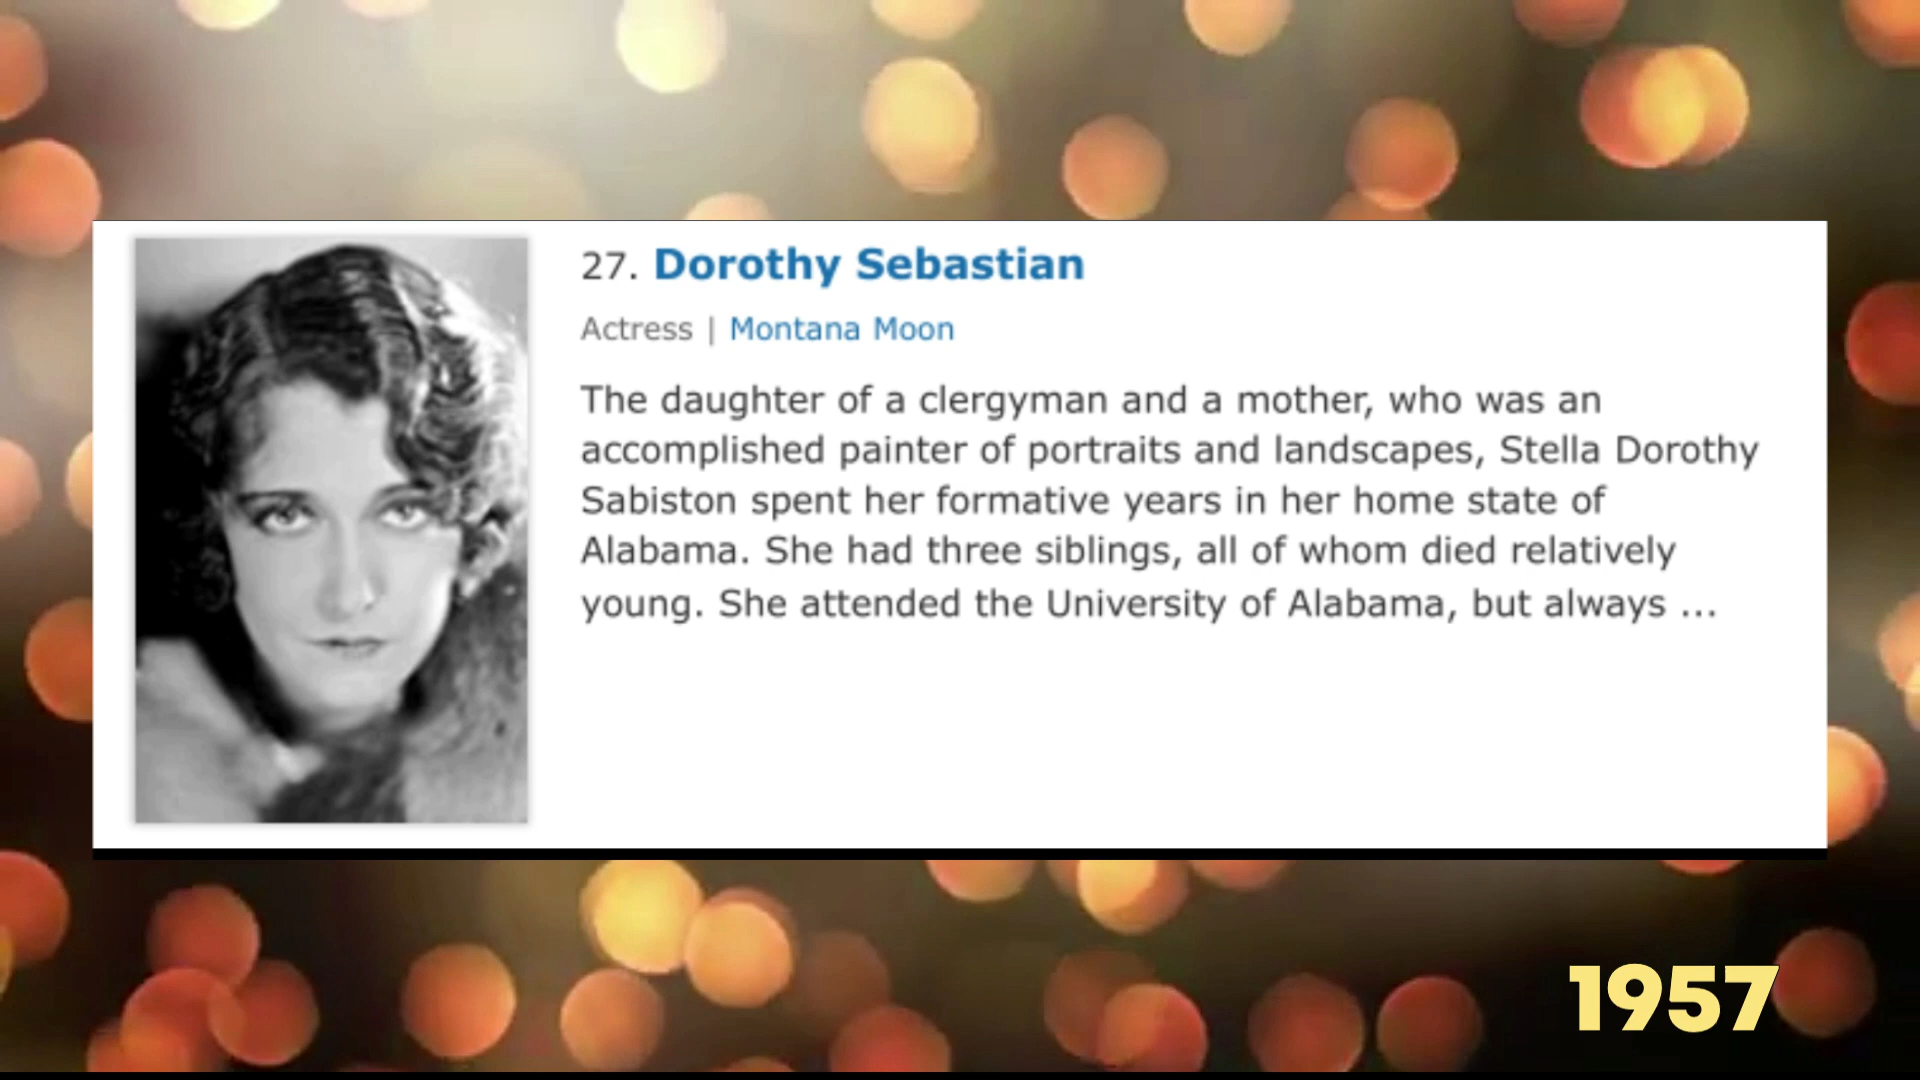 27. Dorothy Sebastian
Actress | Montana Moon
The daughter of a clergyman and a mother, who was an
accomplished painter of portraits and landscapes, Stella Dorothy
Sabiston spent her formative years in her home state of
Alabama. She had three siblings, all of whom died relatively
young. She attended the University of Alabama, but always ...
1957